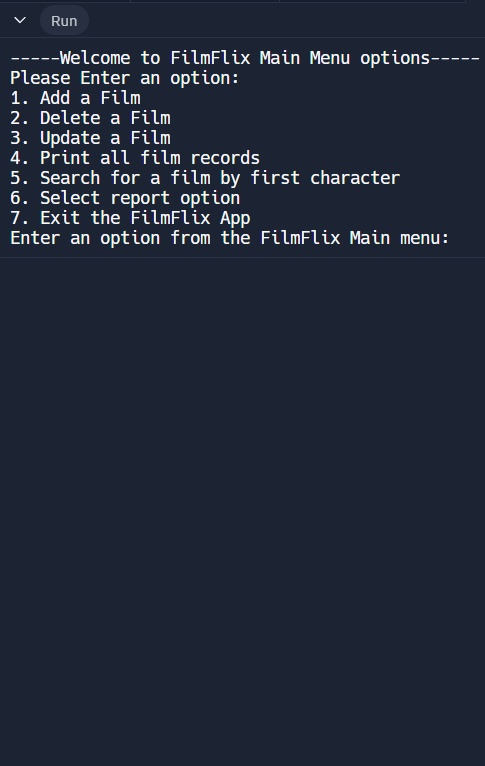 Run
-----Welcome to FilmFlix Main Menu options-----
Please Enter an option:
1. Add a Film
2. Delete a Film
3. Update a Film
4. Print all film records
5. Search for a film by first character
6. Select report option
7. Exit the FilmFlix App
Enter an option from the FilmFlix Main menu: